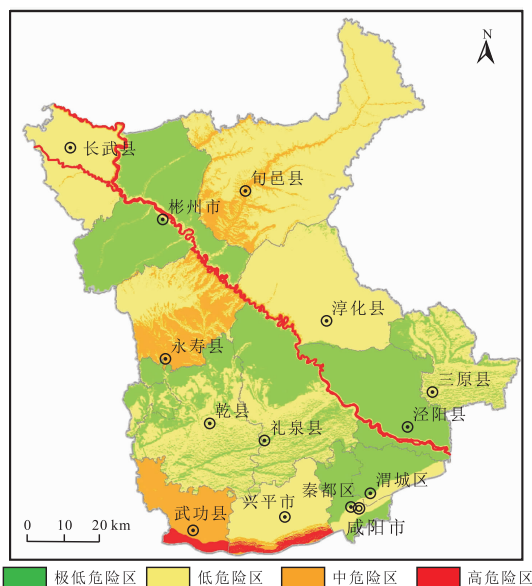 N
长武县
旬邑县
彬州市
淳化县
永寿县
三原县
乾县
泾阳县
礼泉县
渭城区
秦都区
兴平市
武功县
咸阳市
0 10 20 km
极低危险区 低危险区 中危险区 高危险区